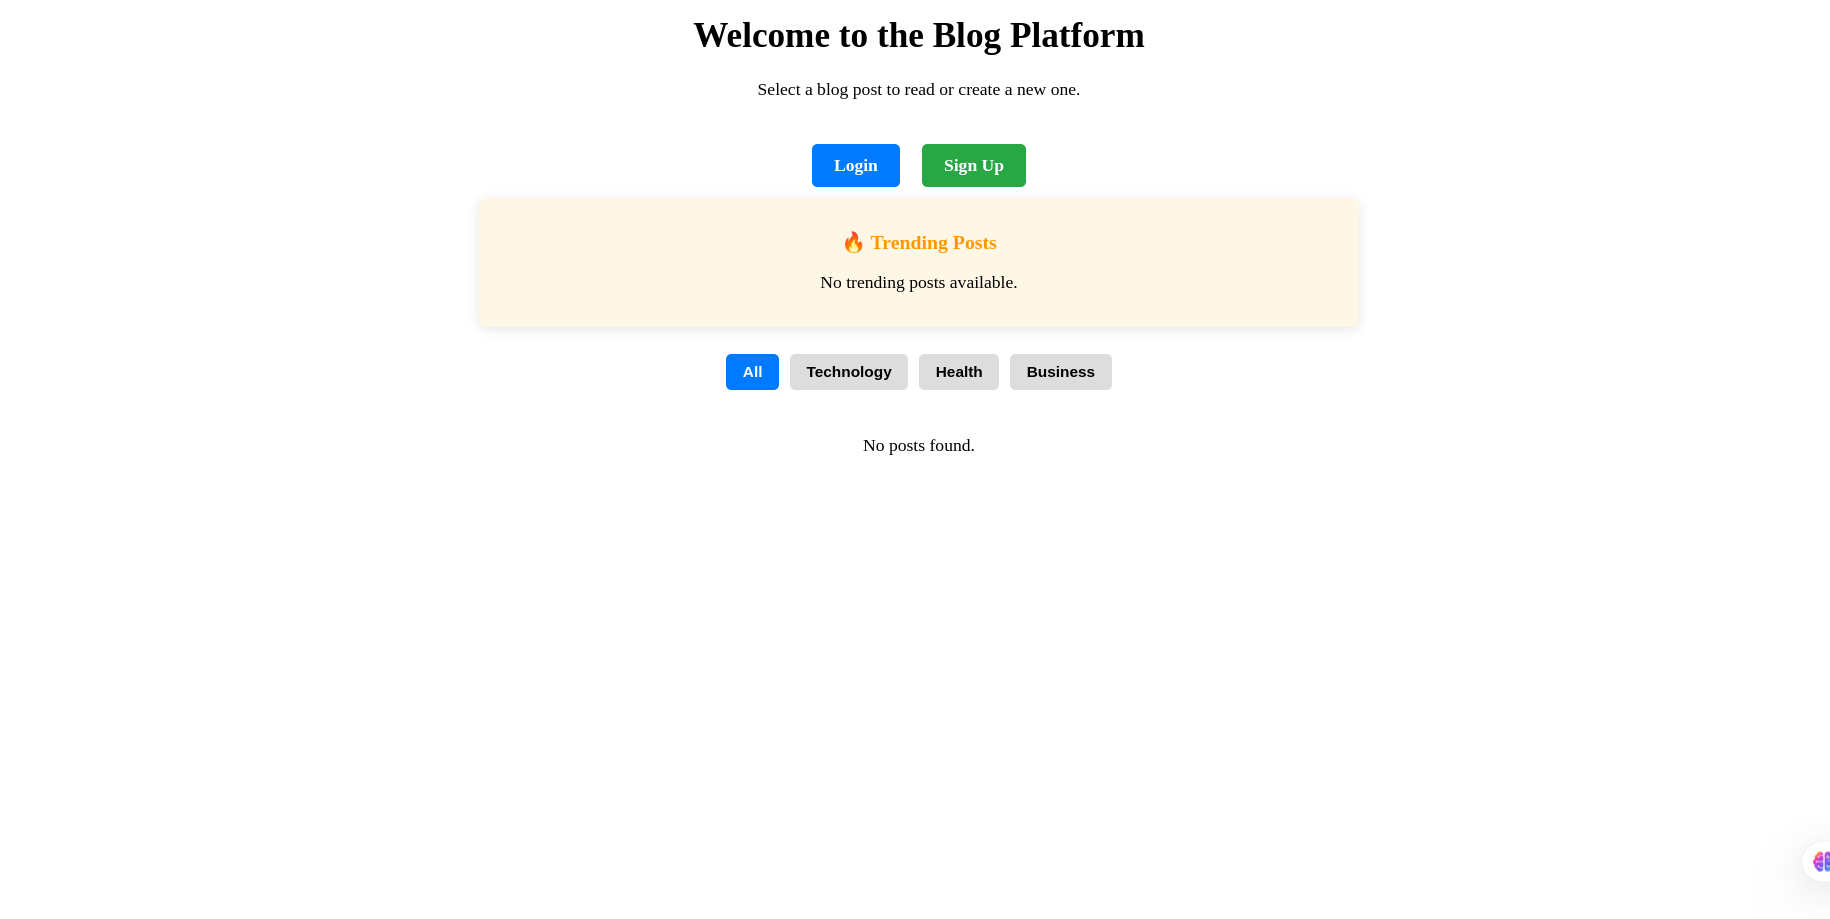 Welcome to the Blog Platform
Select a blog post to read or create a new one.
Login Sign Up
🔥 Trending Posts
No trending posts available.
All Technology Health Business
No posts found.